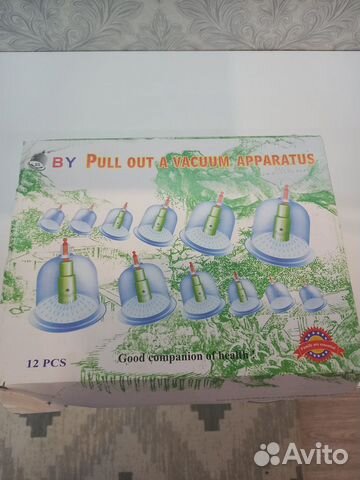 BY PULL OUT A VACUUM APPARATUS
12 PCS
Good companion of health
Avito